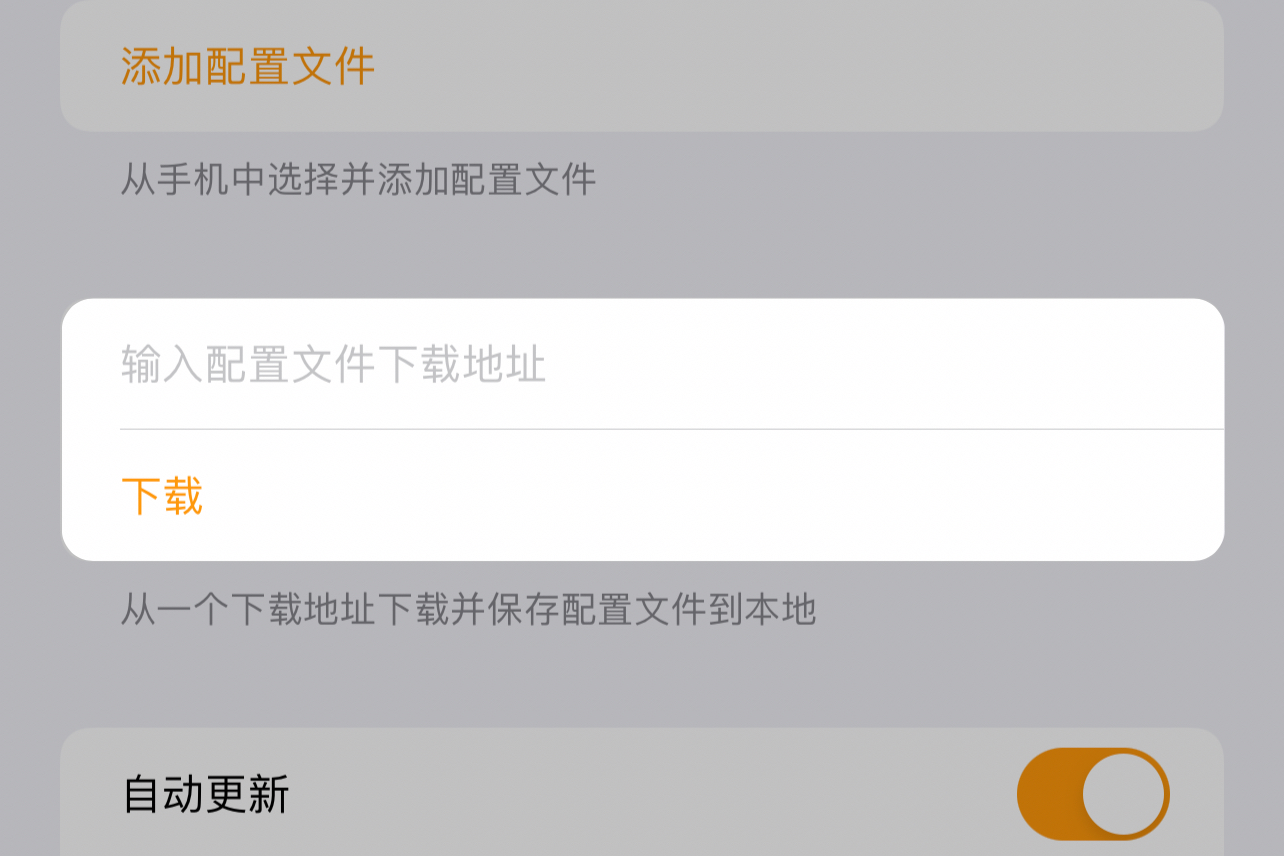 添加配置文件
从手机中选择并添加配置文件
输入配置文件下载地址
下载
从一个下载地址下载并保存配置文件到本地
自动更新